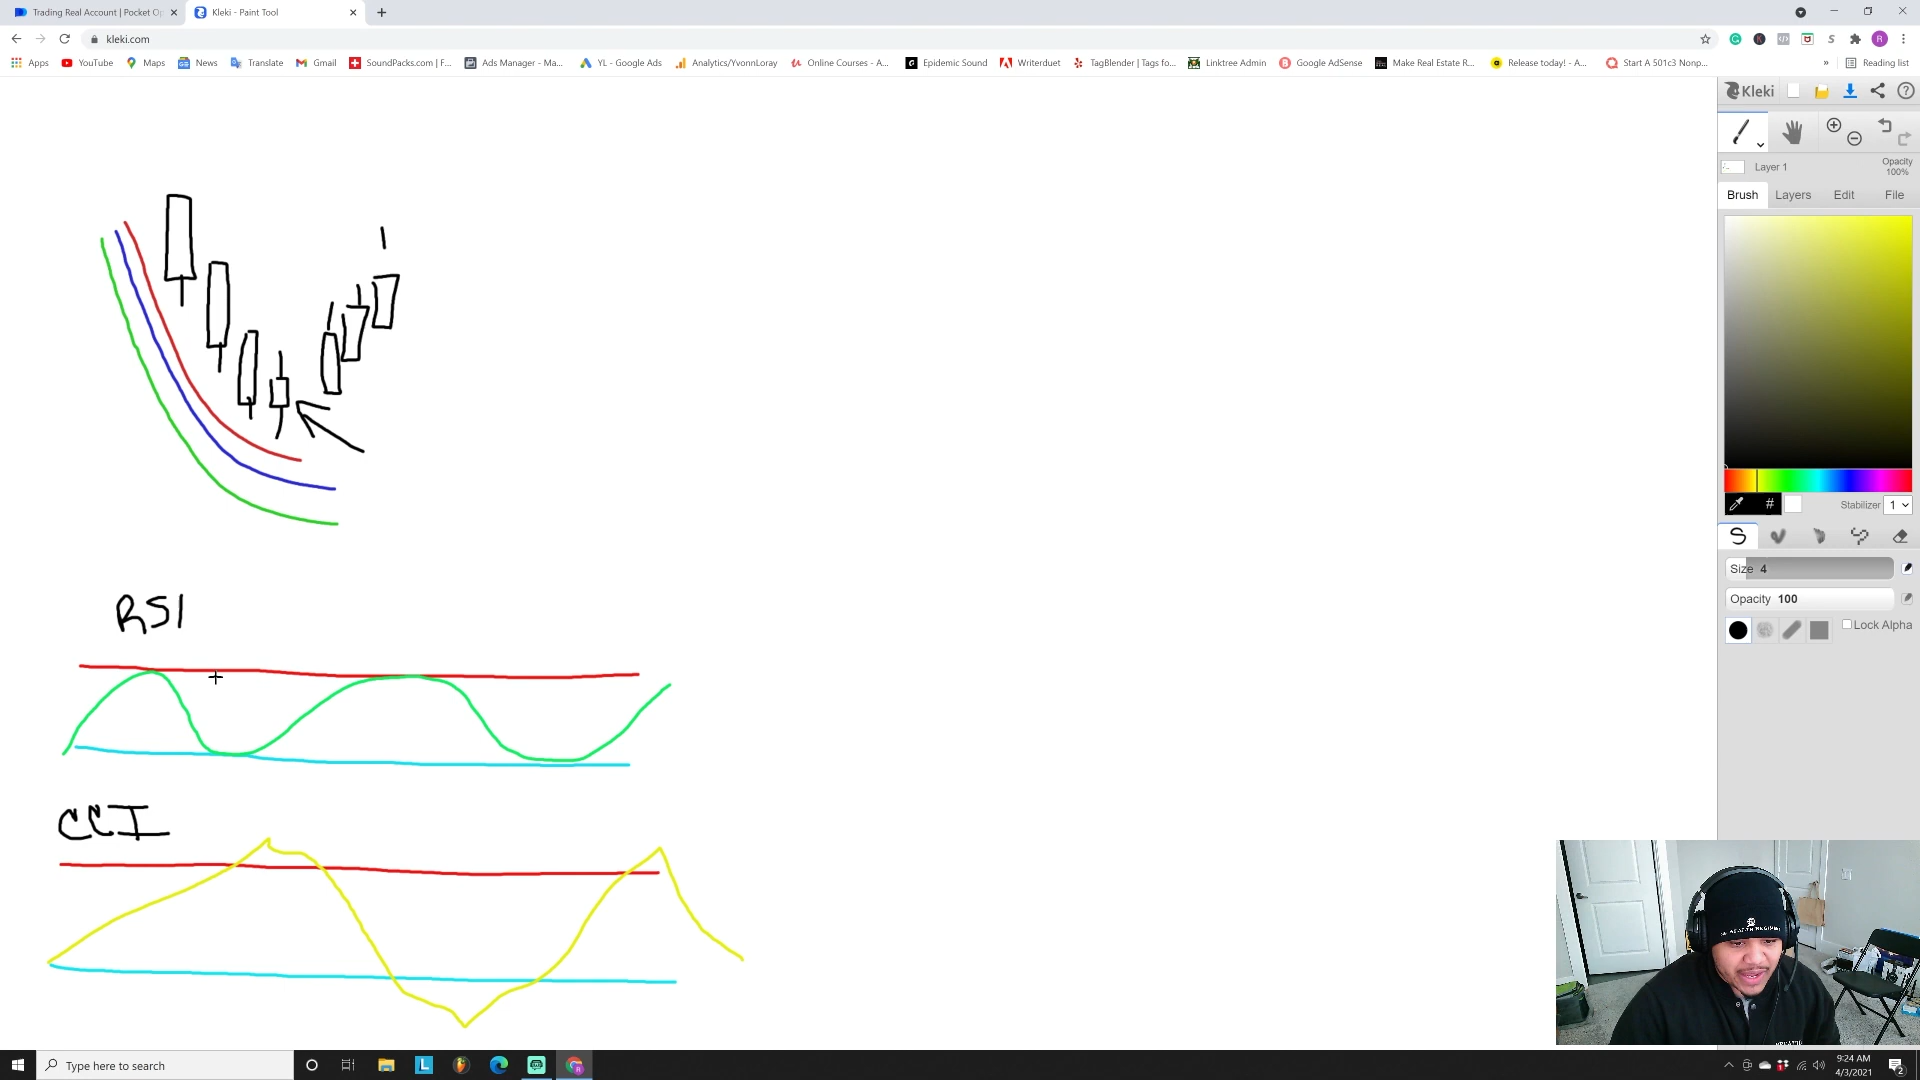 Trading Real Account | Pocket Op
Kleki - Paint Tool
kleki.com
R
Apps
YouTube
Maps
News
Translate
Gmail
SoundPacks.com | F...
Ads Manager - Ma...
YL - Google Ads
Analytics/YvonnLoray
Online Courses - A...
Epidemic Sound
Writerduet
TagBlender | Tags fo...
Linktree Admin
Google AdSense
Make Real Estate R...
Release today! - A...
Start A 501c3 Nonp...
»
Reading list
Kleki
Layer 1
Opacity
100%
Brush
Layers
Edit
File
#
Stabilizer
1
Size 4
Opacity 100
Lock Alpha
RSI
CCI
Type here to search
9:24 AM
4/3/2021
2